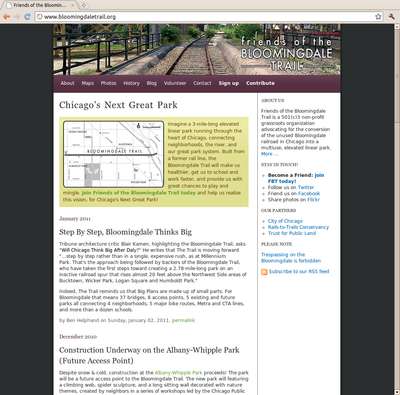 Friends of the Bloomin...
www.bloomingdaletrail.org
friends of the
BLOOMINGDALE
TRAIL
About Maps Photos History Blog Volunteer Contact Sign up Contribute
Chicago's Next Great Park
Imagine a 3-mile-long elevated
linear park running through the
heart of Chicago, connecting
neighborhoods, the river, and
our great park system. Built from
a former rail line, the
Bloomingdale Trail will make us
healthier, get us to school and
work faster, and provide us with
great chances to play and
mingle. Join Friends of the Bloomingdale Trail today and help us realize
this vision, for Chicago's Next Great Park!
BLOOMINGDALE TRAIL
January 2011
Step By Step, Bloomingdale Thinks Big
Tribune architecture critic Blair Kamen, highlighting the Bloomingdale Trail, asks
"Will Chicago Think Big After Daly?" He writes that The Trail is moving forward
"...step by step rather than in a single, expensive rush, as at Millennium
Park. That's the approach being followed by backers of the Bloomingdale Trail,
who have taken the first steps toward creating a 2.78-mile-long park on an
inactive railroad spur that rises almost 20 feet above the Northwest Side areas of
Bucktown, Wicker Park, Logan Square and Humboldt Park."
Indeed, The Trail reminds us that Big Plans are made up of small parts: For
Bloomingdale that means 37 bridges, 8 access points, 5 existing and future
parks all connecting 4 neighborhoods, 5 major bike routes, Metra and CTA lines,
and more than a dozen schools.
by Ben Helphand on Sunday, January 02, 2011. permalink
December 2010
Construction Underway on the Albany-Whipple Park
(Future Access Point)
Despite snow & cold, construction at the Albany-Whipple Park proceeds! The park
will be a future access point to the Bloomingdale Trail. The new park will featuring
a climbing web, spider sculpture, and a long sitting wall decorated with nature
themes, created by neighbors in a series of workshops led by the Chicago Public
ABOUT US
Friends of the Bloomingdale
Trail is a 501(c)3 non-profit
grassroots organization
advocating for the conversion
of the unused Bloomingdale
railroad in Chicago into a
multiuse, elevated linear park.
More ...
STAY IN TOUCH!
Become a Friend: Join
FBT today!
Follow us on Twitter
Friend us on Facebook
Share photos on Flickr
OUR PARTNERS
City of Chicago
Rails-to-Trails Conservancy
Trust for Public Land
PLEASE NOTE
Trespassing on the Bloomingdale
is forbidden
Subscribe to our RSS feed